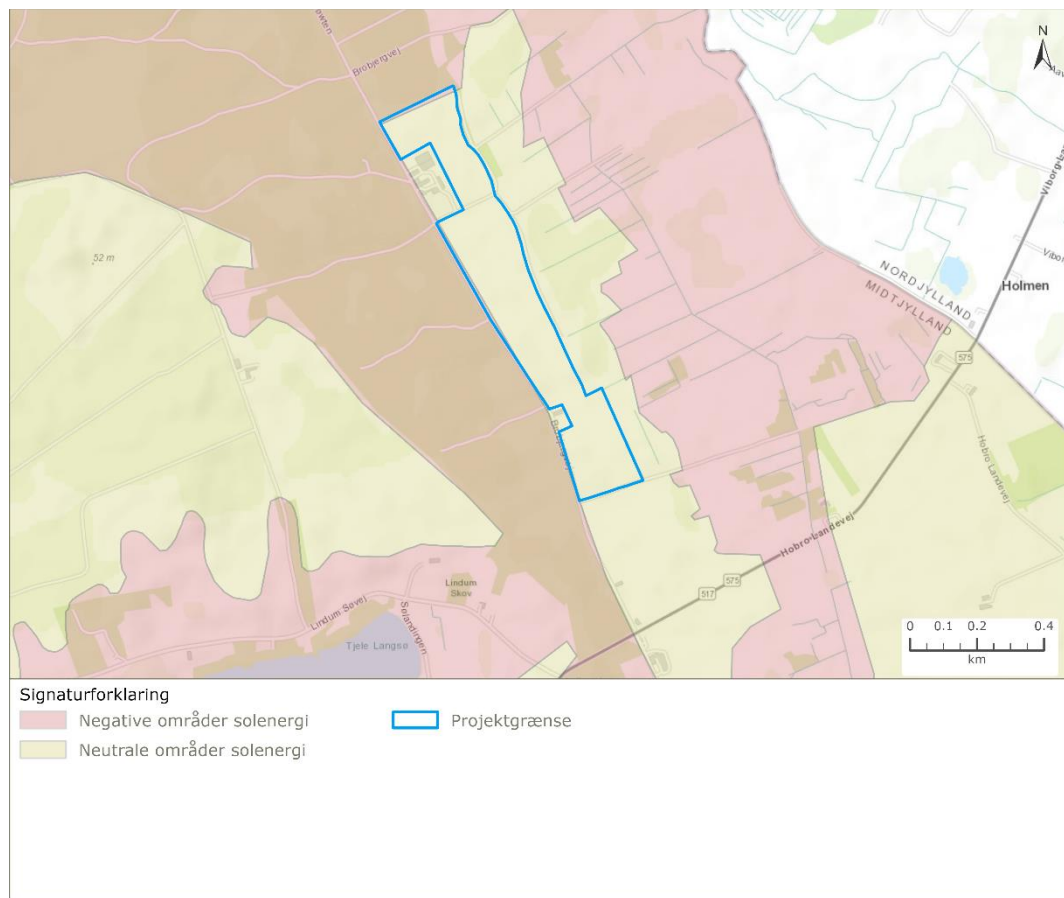 N
Brobjergvej
52 m
NORDJYLLAND
MIDTJYLLAND
Holmen
575
Hobro Landevej
Hobro Landevej
517
575
Lindum
Skov
Lindum Søvej
Tjele Langsø
0 0.1 0.2 0.4
km
Signaturforklaring
Negative områder solenergi
Projektgrænse
Neutrale områder solenergi